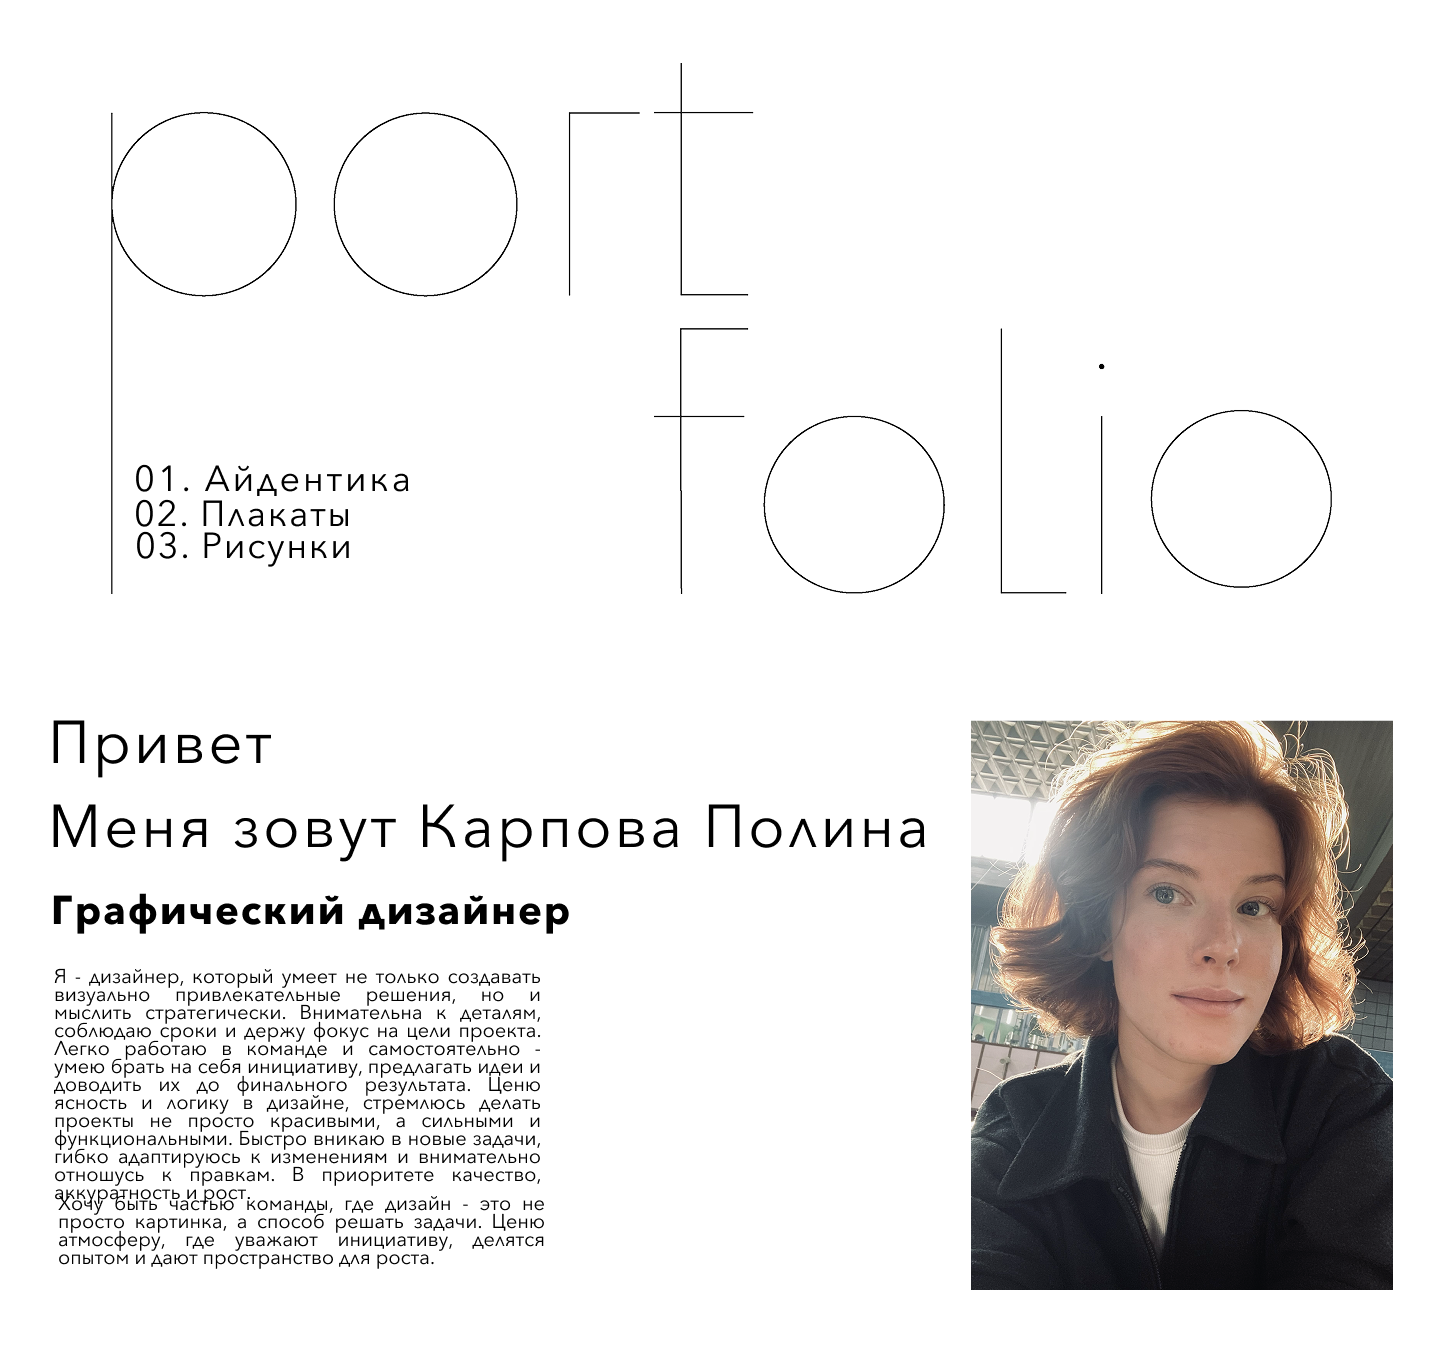 port
folio
01. Айдентика
02. Плакаты
03. Рисунки
Привет
Меня зовут Карпова Полина
Графический дизайнер
Я - дизайнер, который умеет не только создавать
визуально привлекательные решения, но и
мыслить стратегически. Внимательна к деталям,
соблюдаю сроки и держу фокус на цели проекта.
Легко работаю в команде и самостоятельно -
умею брать на себя инициативу, предлагать идеи и
доводить их до финального результата. Ценю
ясность и логику в дизайне, стремлюсь делать
проекты не просто красивыми, а сильными и
функциональными. Быстро вникаю в новые задачи,
гибко адаптируюсь к изменениям и внимательно
отношусь к правкам. В приоритете качество,
аккуратность и рост.
Хочу быть частью команды, где дизайн - это не
просто картинка, а способ решать задачи. Ценю
атмосферу, где уважают инициативу, делятся
опытом и дают пространство для роста.